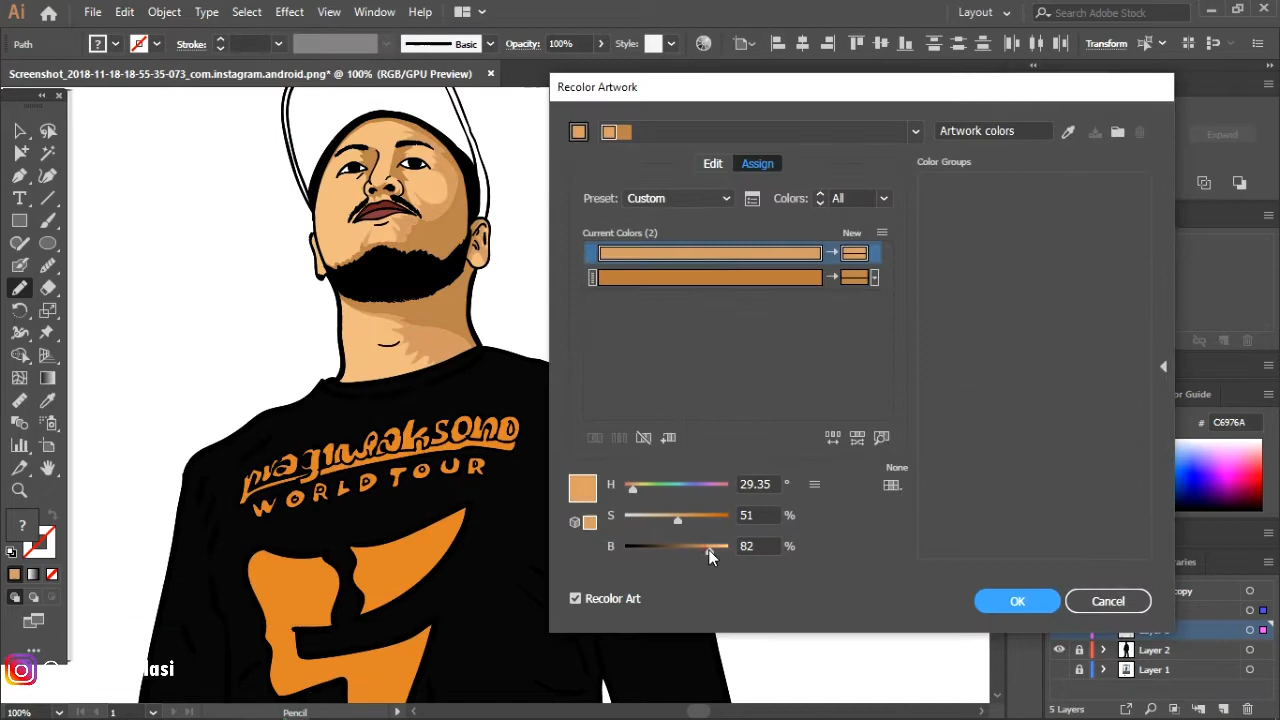 Ai File Edit Object Type Select Effect View Window Help Layout Search Adobe Stock
Path ? Stroke: Basic Opacity: 100% Style: Transform
Screenshot_2018-11-18-18-55-35-073_com.instagram.android.png* @ 100% (RGB/GPU Preview)
Recolor Artwork
Artwork colors
Expand
Edit Assign
Color Groups
Preset: Custom Colors: All
Current Colors (2) New
Color Guide
# C6976A
WORLD TOUR
None
H 29.35 °
S 51 %
B 82 %
?
Recolor Art
OK Cancel
Layer 2
Layer 1
5 Layers
100% 1 Pencil